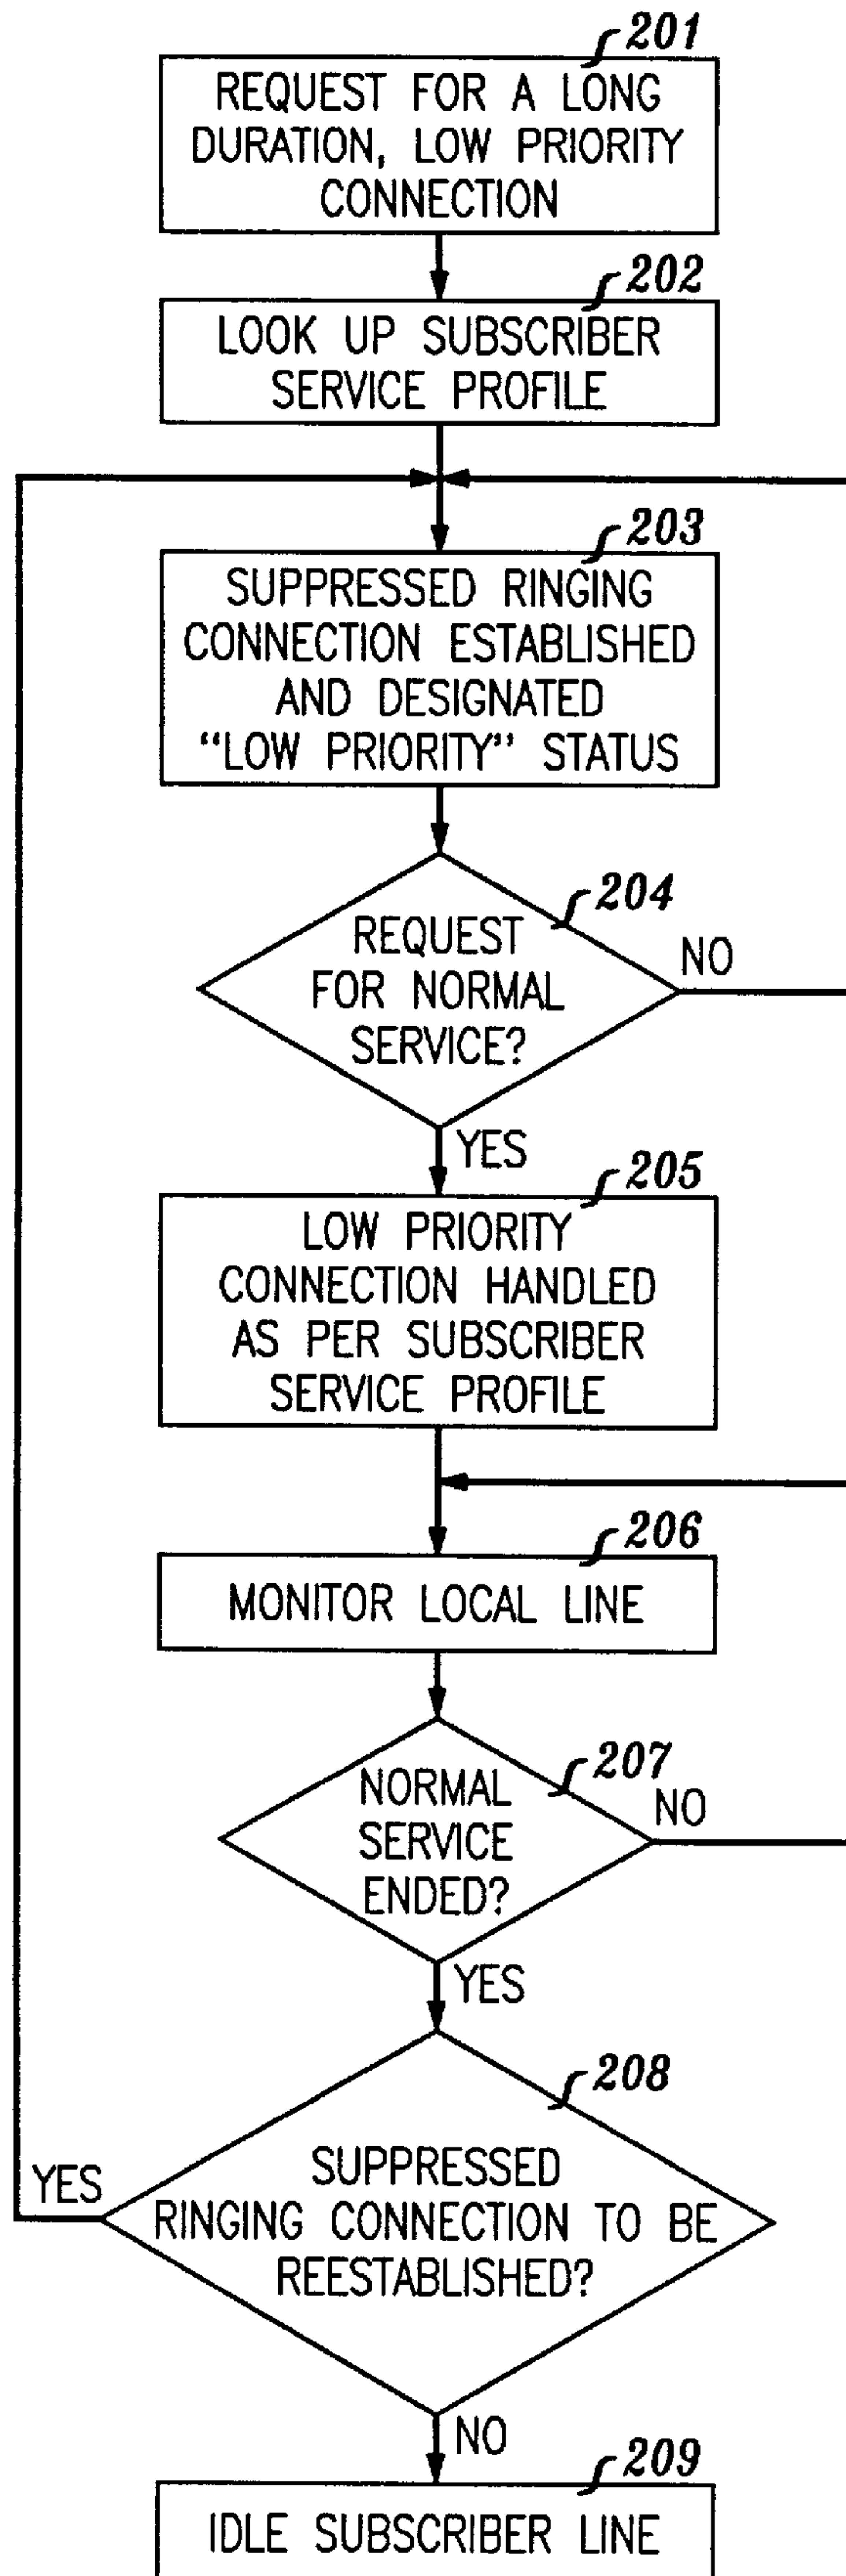 201
REQUEST FOR A LONG
DURATION, LOW PRIORITY
CONNECTION
202
LOOK UP SUBSCRIBER
SERVICE PROFILE
203
SUPPRESSED RINGING
CONNECTION ESTABLISHED
AND DESIGNATED
“LOW PRIORITY” STATUS
204
REQUEST
FOR NORMAL
SERVICE?
NO
YES
205
LOW PRIORITY
CONNECTION HANDLED
AS PER SUBSCRIBER
SERVICE PROFILE
206
MONITOR LOCAL LINE
207
NORMAL
SERVICE
ENDED?
NO
YES
208
SUPPRESSED
RINGING CONNECTION TO BE
REESTABLISHED?
YES
NO
209
IDLE SUBSCRIBER LINE